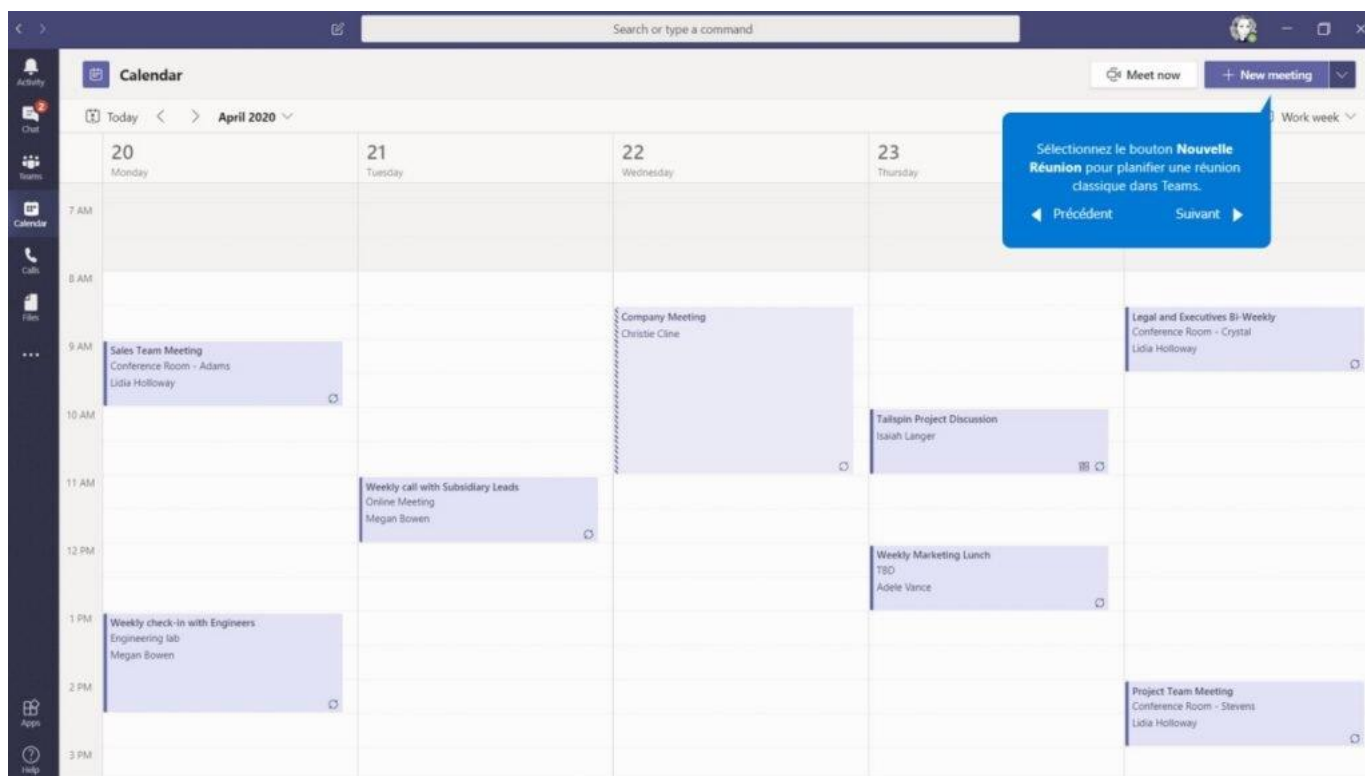 Search or type a command
Activity
2
Chat
Teams
Calendar
Calls
Files
Apps
Help
Calendar
Meet now
+ New meeting
Today
April 2020
Work week
Sélectionnez le bouton Nouvelle
Réunion pour planifier une réunion
classique dans Teams.
Précédent
Suivant
20
Monday
21
Tuesday
22
Wednesday
23
Thursday
7 AM
8 AM
9 AM
10 AM
11 AM
12 PM
1 PM
2 PM
3 PM
Sales Team Meeting
Conference Room - Adams
Lidia Holloway
Weekly check-in with Engineers
Engineering lab
Megan Bowen
Weekly call with Subsidiary Leads
Online Meeting
Megan Bowen
Company Meeting
Christie Cline
Tailspin Project Discussion
Isaiah Langer
Weekly Marketing Lunch
TBD
Adele Vance
Legal and Executives Bi-Weekly
Conference Room - Crystal
Lidia Holloway
Project Team Meeting
Conference Room - Stevens
Lidia Holloway